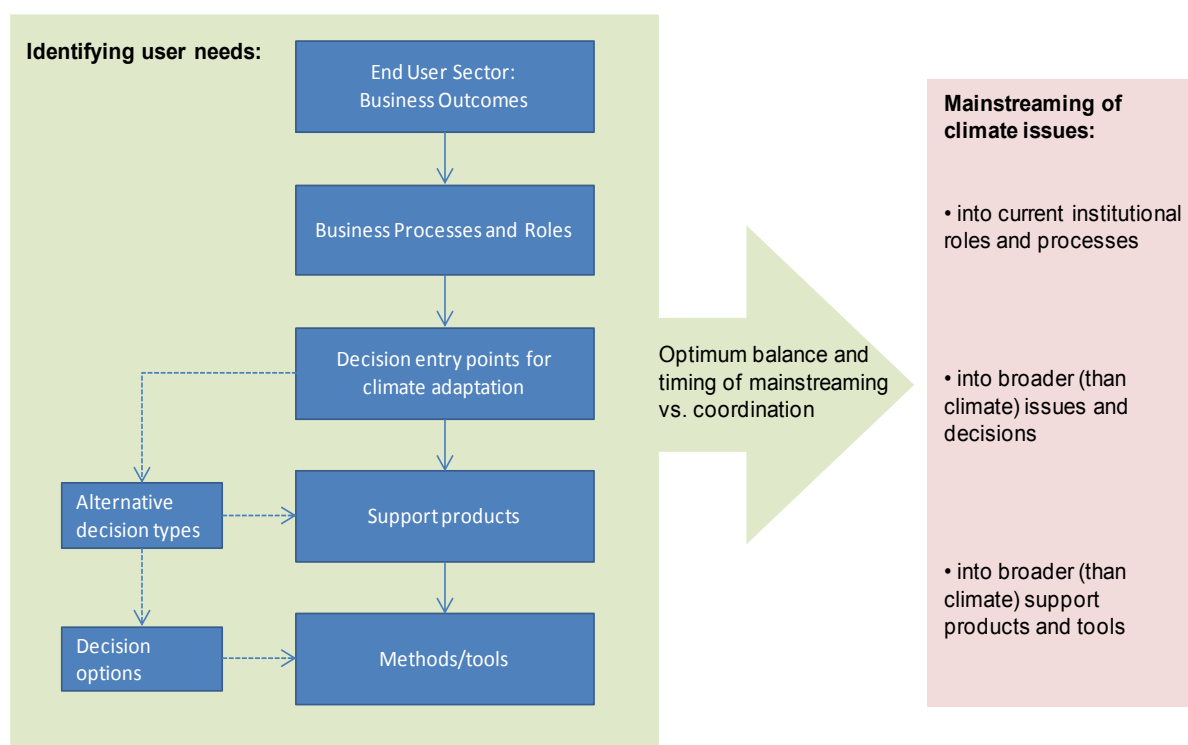 Identifying user needs:
End User Sector:
Business Outcomes
Business Processes and Roles
Decision entry points for
climate adaptation
Alternative
decision types
Support products
Decision
options
Methods/tools
Optimum balance and
timing of mainstreaming
vs. coordination
Mainstreaming of
climate issues:
• into current institutional
roles and processes
• into broader (than
climate) issues and
decisions
• into broader (than
climate) support
products and tools